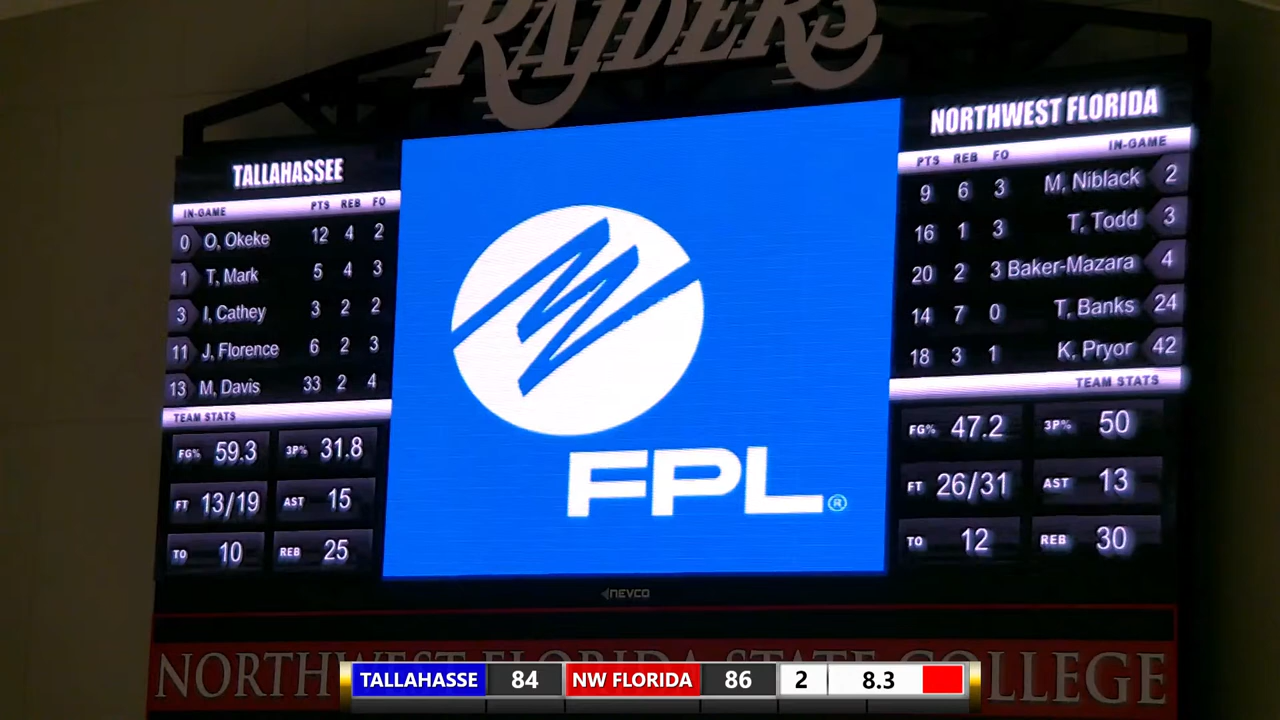 RAIDERS
TALLAHASSEE
IN-GAME PTS REB FO
0 O, Okeke 12 4 2
1 T, Mark 5 4 3
3 I, Cathey 3 2 2
11 J, Florence 6 2 3
13 M, Davis 33 2 4
TEAM STATS
FG% 59.3 3P% 31.8
FT 13/19 AST 15
TO 10 REB 25
FPL®
NORTHWEST FLORIDA
PTS REB FO IN-GAME
9 6 3 M, Niblack 2
16 1 3 T, Todd 3
20 2 3 Baker-Mazara 4
14 7 0 T, Banks 24
18 3 1 K, Pryor 42
TEAM STATS
FG% 47.2 3P% 50
FT 26/31 AST 13
TO 12 REB 30
NEVCO
NORTHWEST FLORIDA STATE COLLEGE
TALLAHASSE 84 NW FLORIDA 86 2 8.3